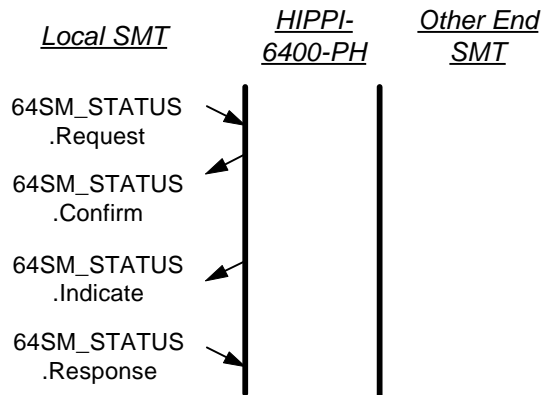 Local SMT
HIPPI-
6400-PH
Other End
SMT
64SM_STATUS
.Request
64SM_STATUS
.Confirm
64SM_STATUS
.Indicate
64SM_STATUS
.Response